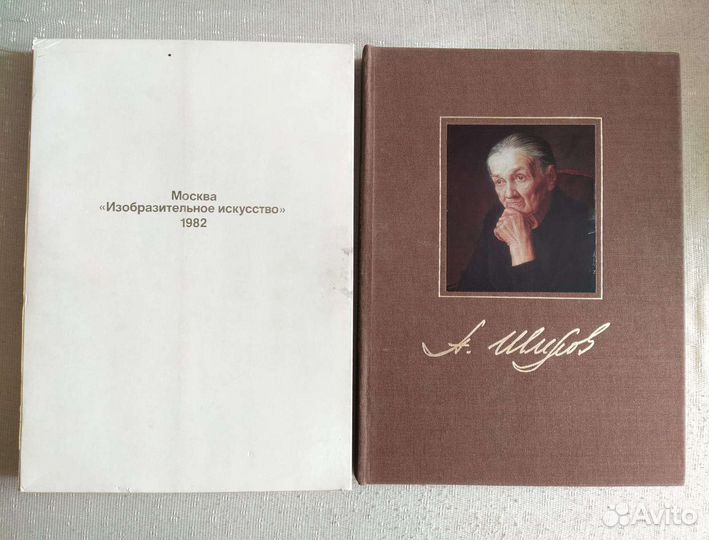 Москва
«Изобразительное искусство»
1982
А. Шилов
Avito